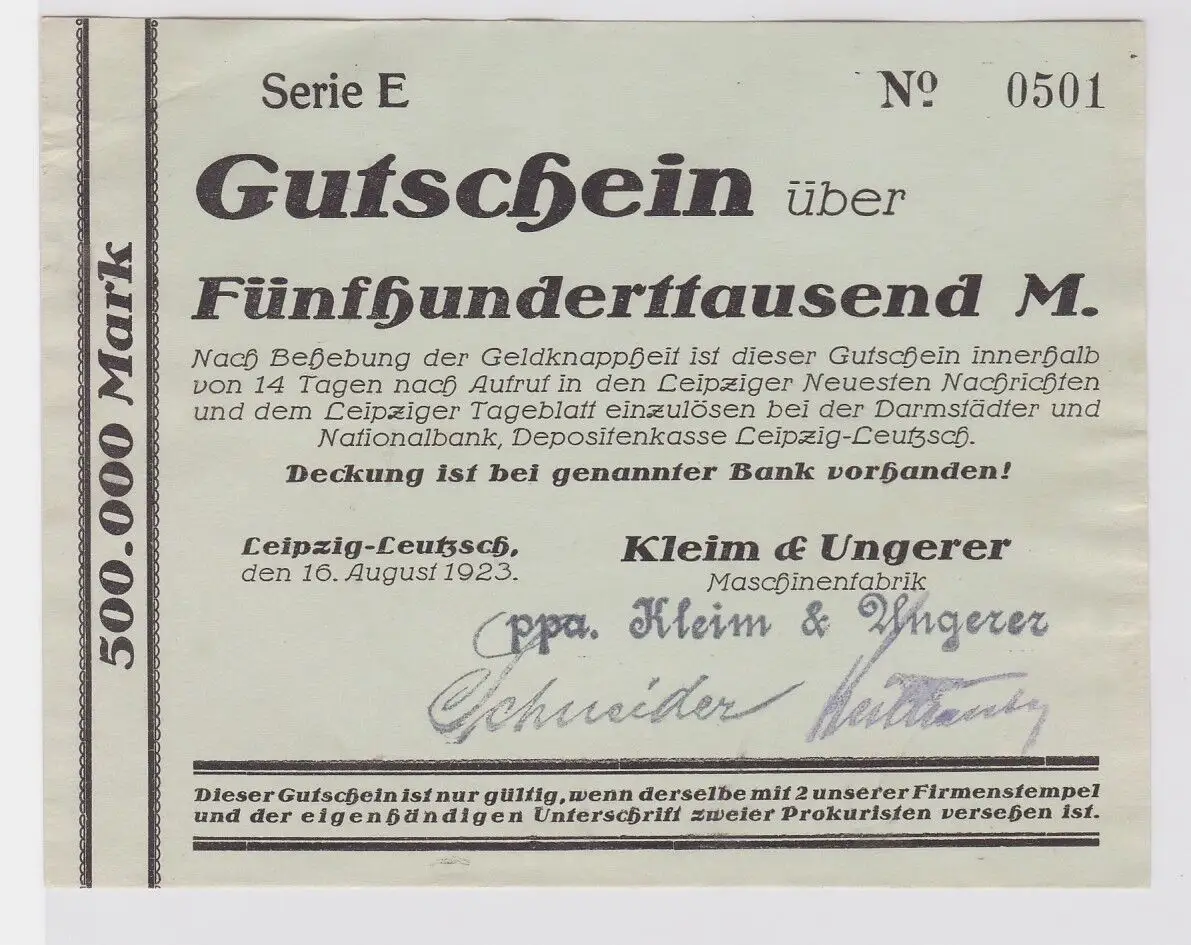 Serie E
№ 0501
Gutschein über
Fünfhunderttausend M.
Nach Behebung der Geldknappheit ist dieser Gutschein innerhalb
von 14 Tagen nach Aufruf in den Leipziger Neuesten Nachrichten
und dem Leipziger Tageblatt einzulösen bei der Darmstädter und
Nationalbank, Depositenkasse Leipzig-Leutzsch.
Deckung ist bei genannter Bank vorhanden!
Leipzig-Leutzsch,
den 16. August 1923.
Kleim & Ungerer
Maschinenfabrik
ppa. Kleim & Ungerer
Schneider
Dieser Gutschein ist nur gültig, wenn derselbe mit 2 unserer Firmenstempel
und der eigenhändigen Unterschrift zweier Prokuristen versehen ist.
500.000 Mark